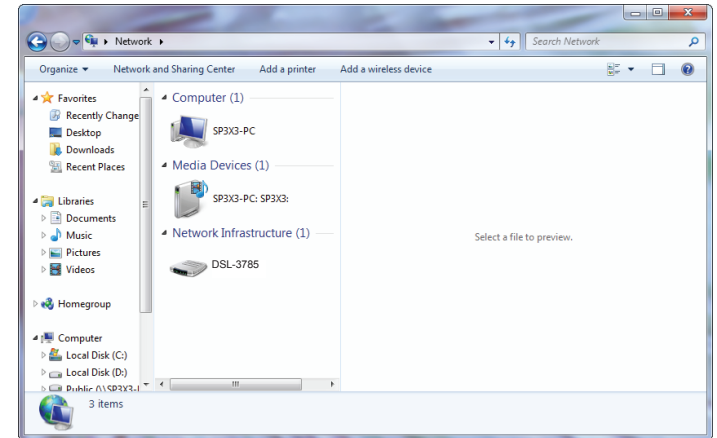 Network
Search Network
Organize Network and Sharing Center Add a printer Add a wireless device
Favorites
Recently Change
Desktop
Downloads
Recent Places
Libraries
Documents
Music
Pictures
Videos
Homegroup
Computer
Local Disk (C:)
Local Disk (D:)
Public (\\SP3X3-
Computer (1)
SP3X3-PC
Media Devices (1)
SP3X3-PC: SP3X3:
Network Infrastructure (1)
DSL-3785
Select a file to preview.
3 items